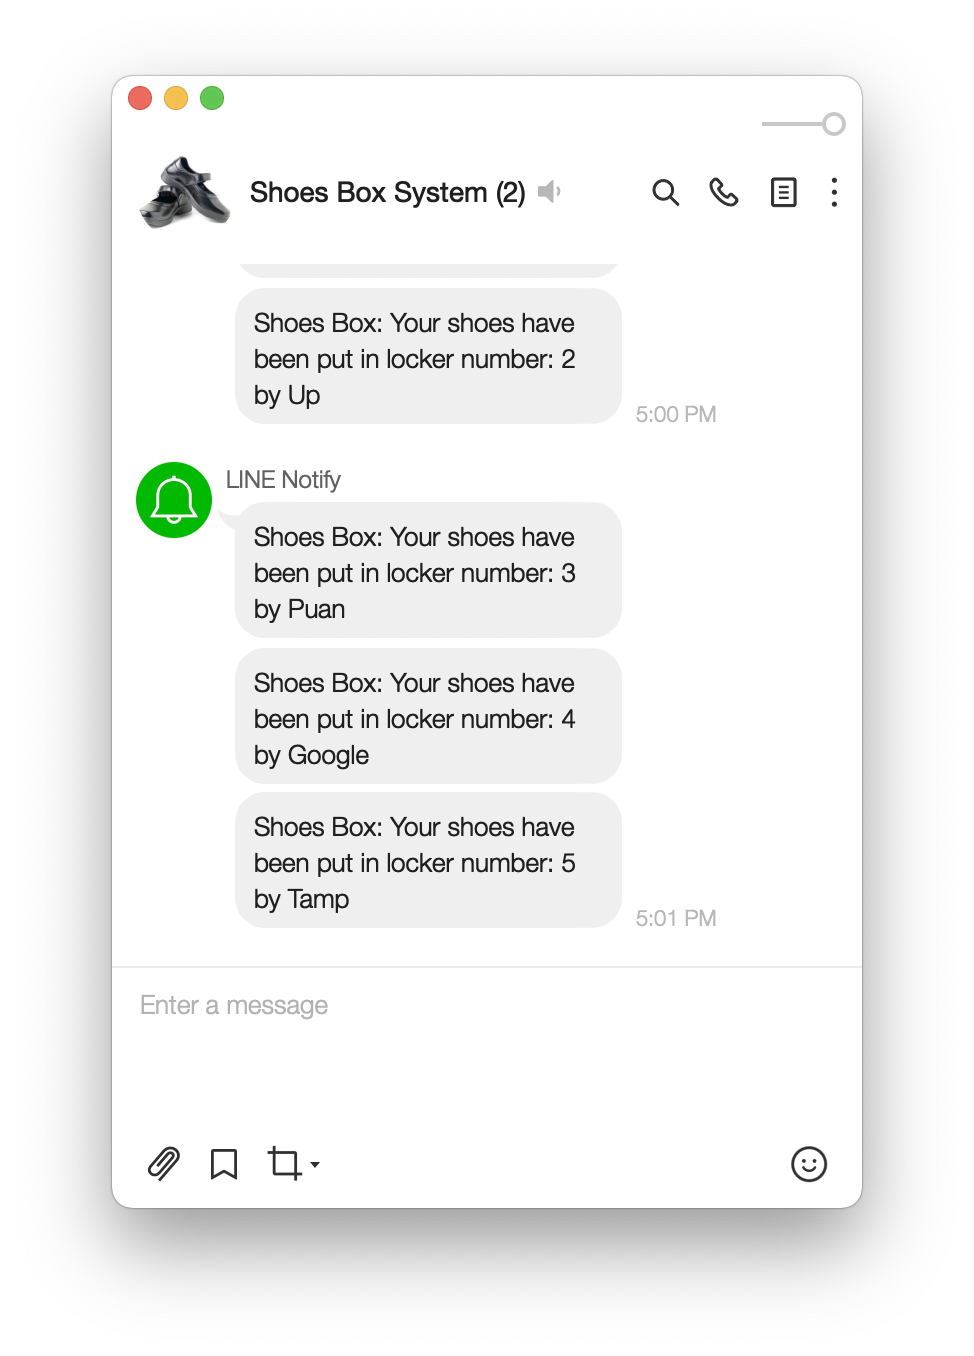 Shoes Box System (2)
Shoes Box: Your shoes have
been put in locker number: 2
by Up
5:00 PM
LINE Notify
Shoes Box: Your shoes have
been put in locker number: 3
by Puan
Shoes Box: Your shoes have
been put in locker number: 4
by Google
Shoes Box: Your shoes have
been put in locker number: 5
by Tamp
5:01 PM
Enter a message